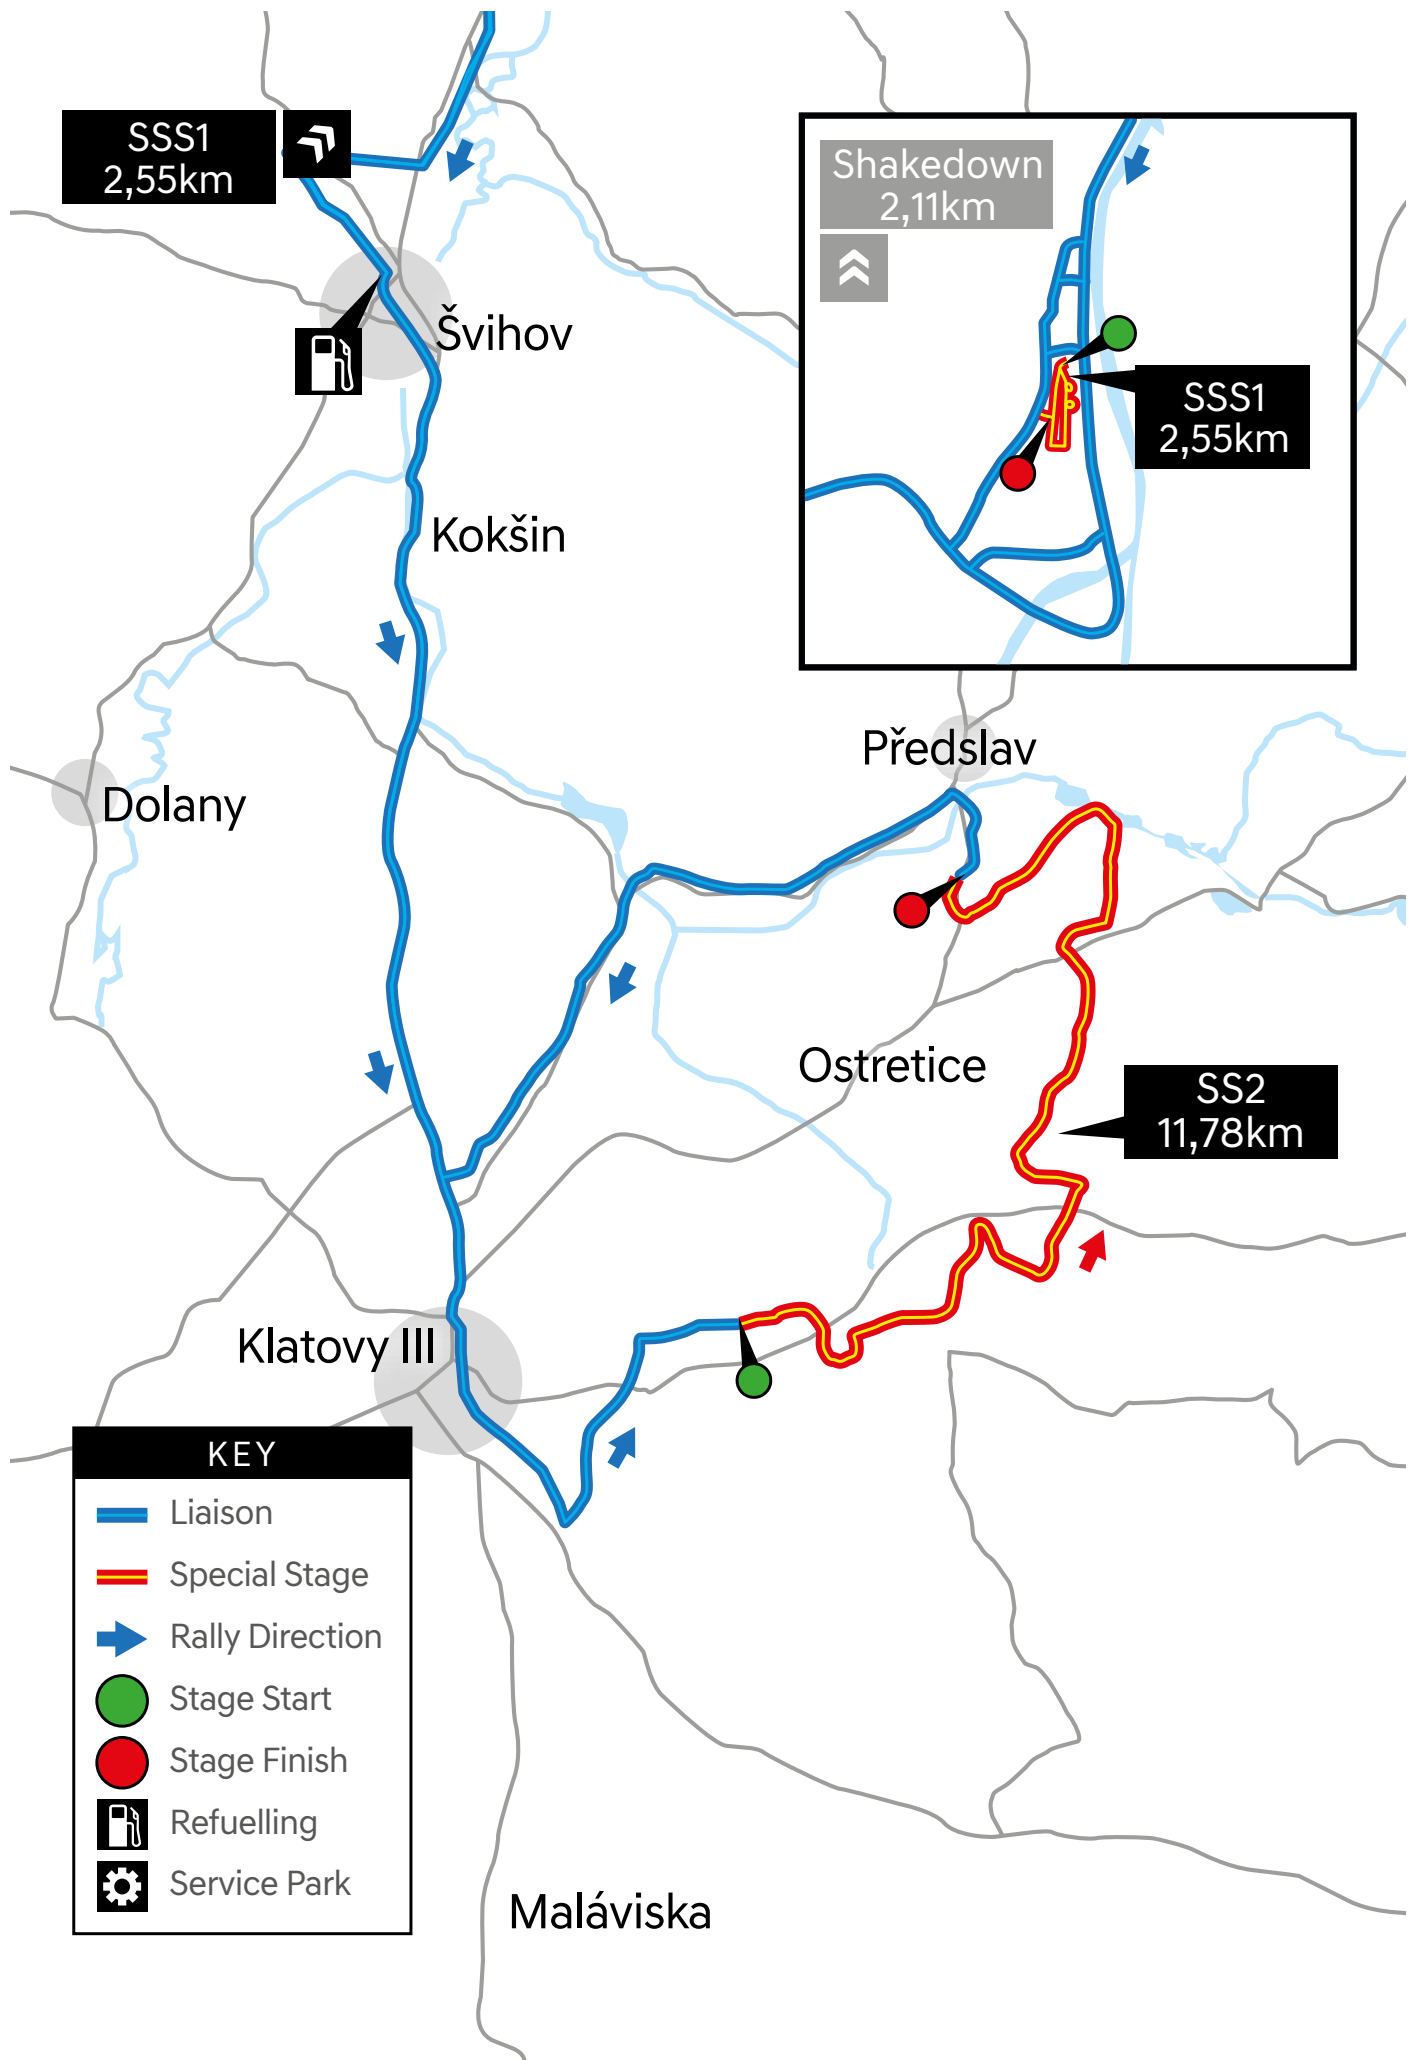 SSS1
2,55km
Shakedown
2,11km
Švihov
SSS1
2,55km
Kokšin
Předslav
Dolany
Ostretice
SS2
11,78km
Klatovy III
KEY
Liaison
Special Stage
Rally Direction
Stage Start
Stage Finish
Refuelling
Service Park
Maláviska